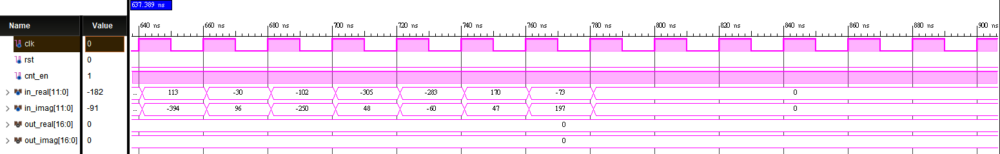 637.389 ns
Name Value 640 ns 660 ns 680 ns 700 ns 720 ns 740 ns 760 ns 780 ns 800 ns 820 ns 840 ns 860 ns 880 ns 900 ns
clk 0
rst 0
cnt_en 1
in_real[11:0] -182 ... 113 -30 -102 -305 -283 170 -73 0
in_imag[11:0] -91 ... -394 96 -250 48 -60 47 197 0
out_real[16:0] 0 0
out_imag[16:0] 0 0